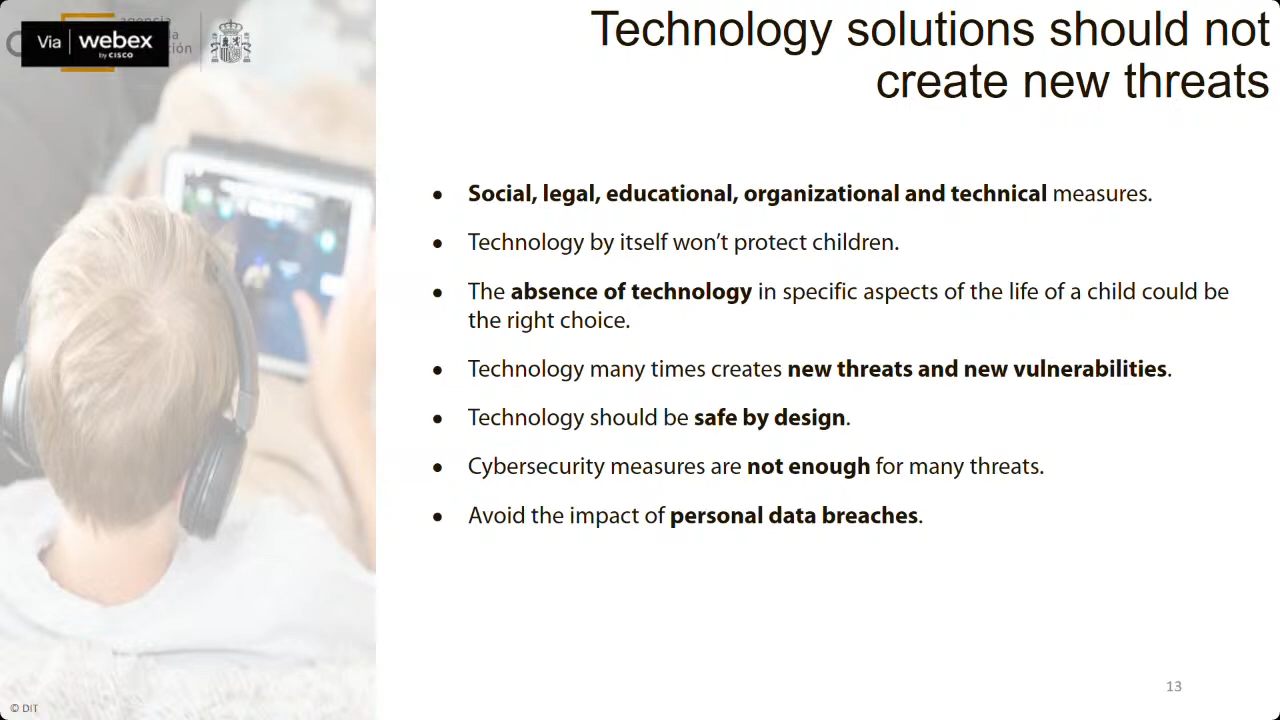 agencia
Via webex
by CISCO
Technology solutions should not
create new threats
• Social, legal, educational, organizational and technical measures.
• Technology by itself won’t protect children.
• The absence of technology in specific aspects of the life of a child could be
the right choice.
• Technology many times creates new threats and new vulnerabilities.
• Technology should be safe by design.
• Cybersecurity measures are not enough for many threats.
• Avoid the impact of personal data breaches.
13
© DIT